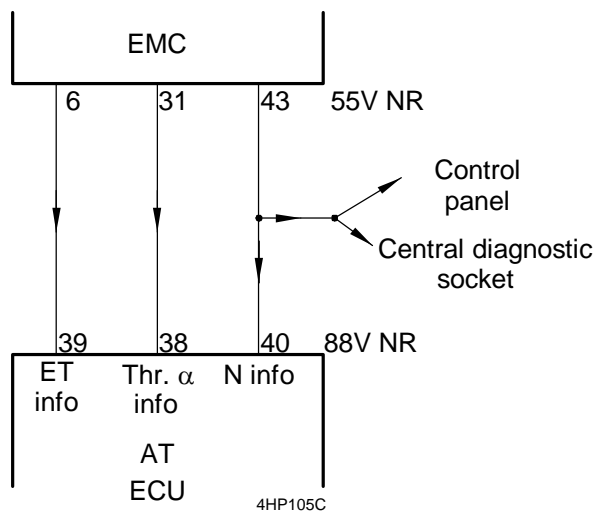 EMC
6 31 43 55V NR
Control
panel
Central diagnostic
socket
39 38 40 88V NR
ET Thr. α N info
info info
AT
ECU
4HP105C